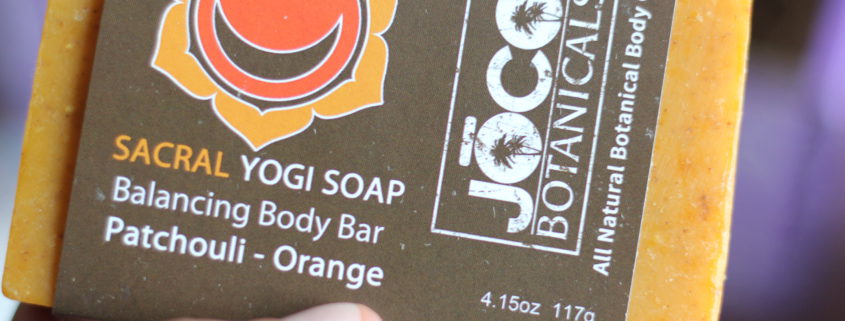 SACRAL YOGI SOAP
Balancing Body Bar
Patchouli - Orange
JŌCO
BOTANICALS
All Natural Botanical Body
4.15oz 117g